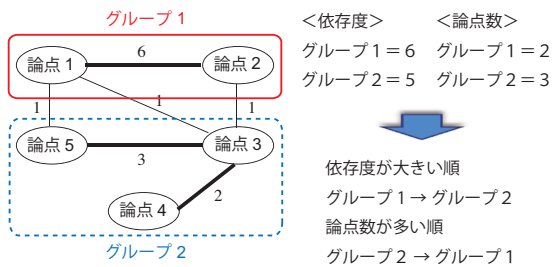 グループ 1
論点 1
6
論点 2
1
1
1
論点 5
3
論点 3
2
論点 4
グループ 2
＜依存度＞ ＜論点数＞
グループ 1 = 6 グループ 1 = 2
グループ 2 = 5 グループ 2 = 3
依存度が大きい順
グループ 1 → グループ 2
論点数が多い順
グループ 2 → グループ 1